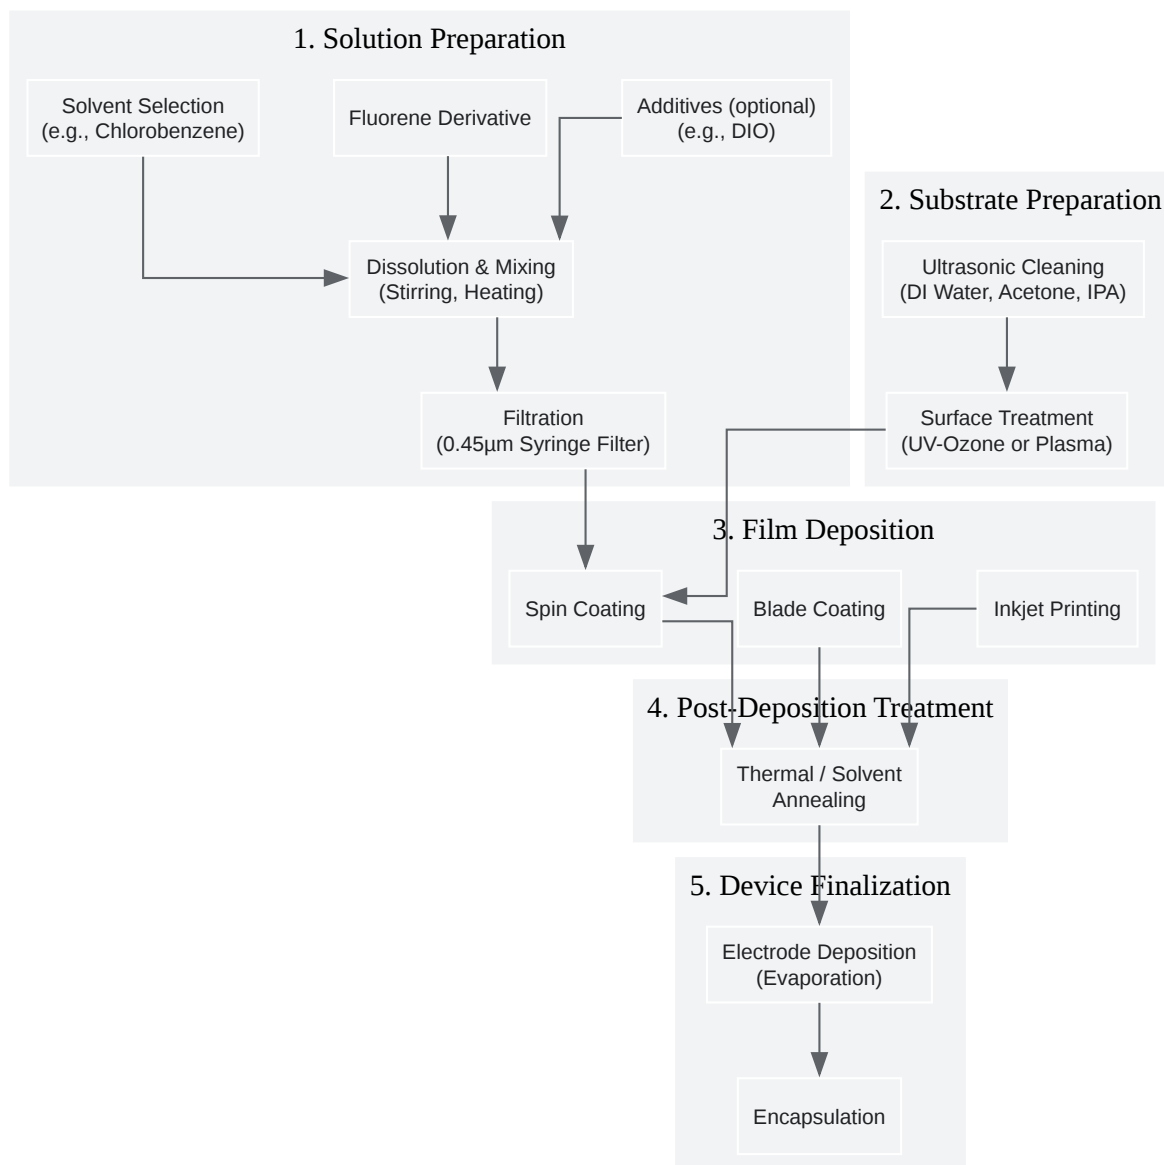 1. Solution Preparation
Solvent Selection
(e.g., Chlorobenzene)
Fluorene Derivative
Additives (optional)
(e.g., DIO)
Dissolution & Mixing
(Stirring, Heating)
Filtration
(0.45µm Syringe Filter)
2. Substrate Preparation
Ultrasonic Cleaning
(DI Water, Acetone, IPA)
Surface Treatment
(UV-Ozone or Plasma)
3. Film Deposition
Spin Coating
Blade Coating
Inkjet Printing
4. Post-Deposition Treatment
Thermal / Solvent
Annealing
5. Device Finalization
Electrode Deposition
(Evaporation)
Encapsulation